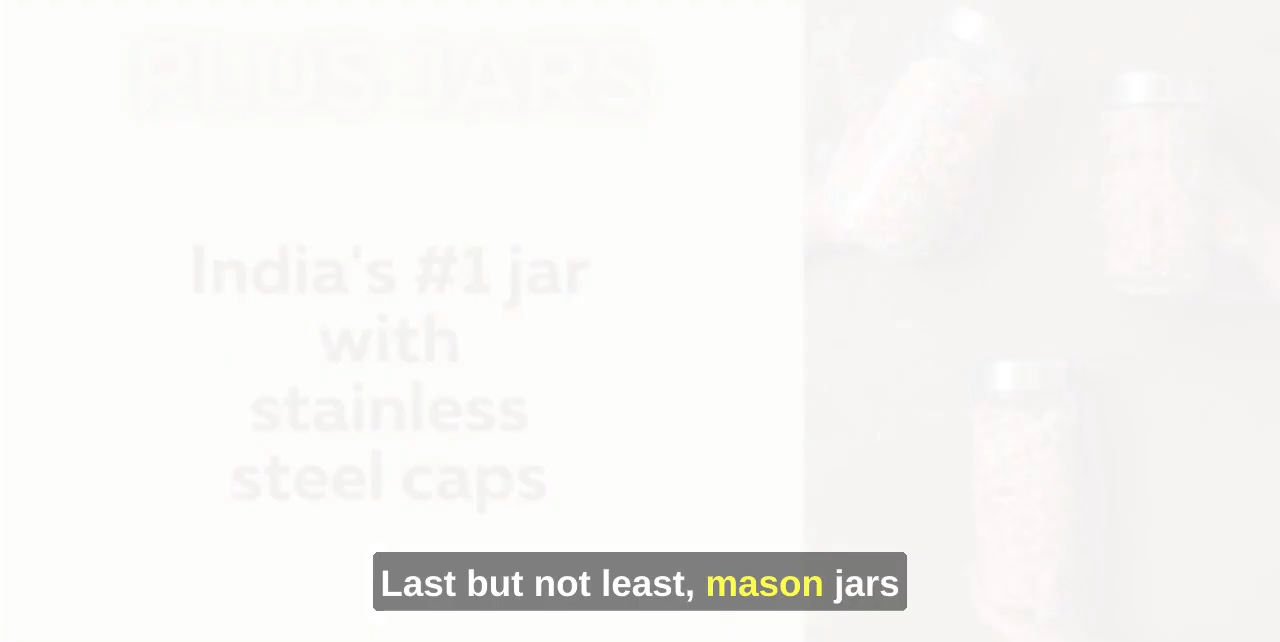 PLUS JARS
India's #1 jar
with
stainless
steel caps
Last but not least, mason jars